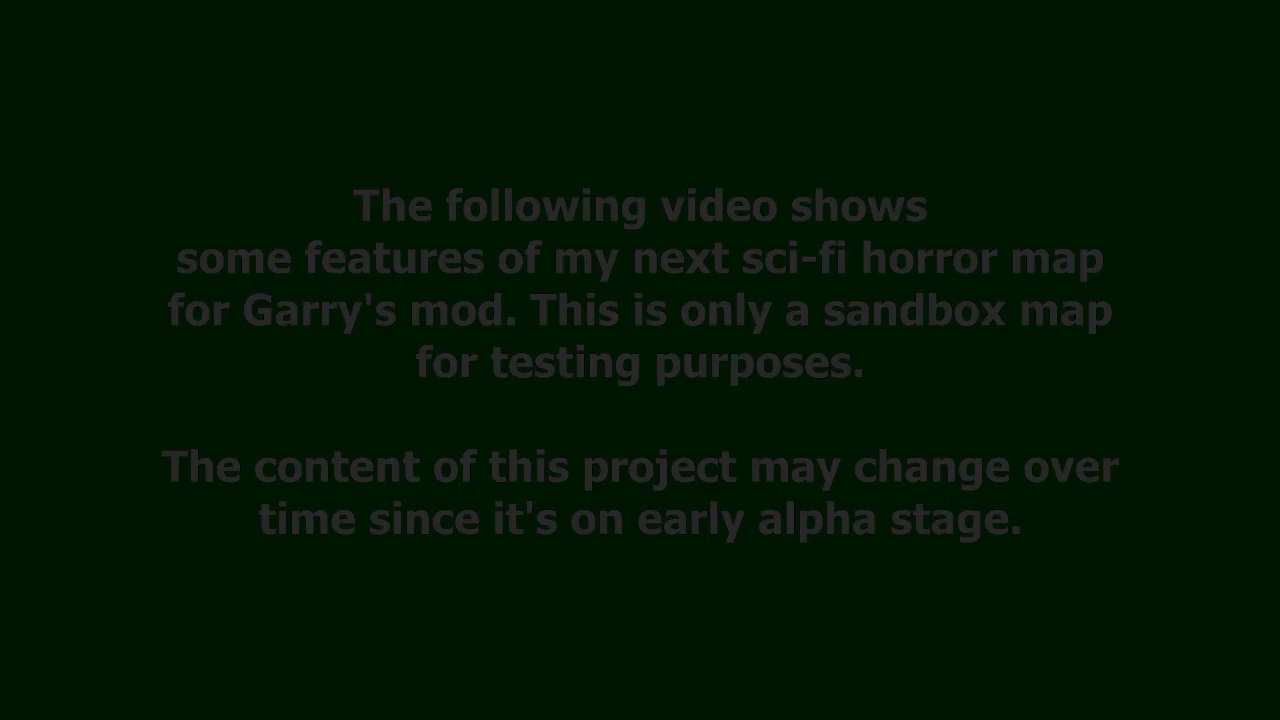 The following video shows
some features of my next sci-fi horror map
for Garry's mod. This is only a sandbox map
for testing purposes.
The content of this project may change over
time since it's on early alpha stage.